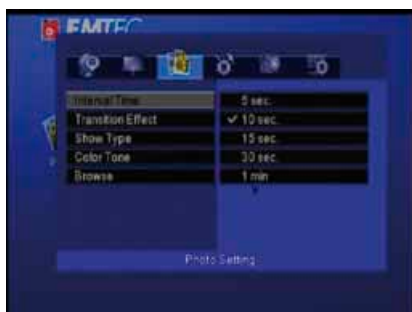 EMTEC
Interval Time
5 sec.
Transition Effect
✓ 10 sec.
Show Type
15 sec.
Color Tone
30 sec.
Browse
1 min
Photo Setting